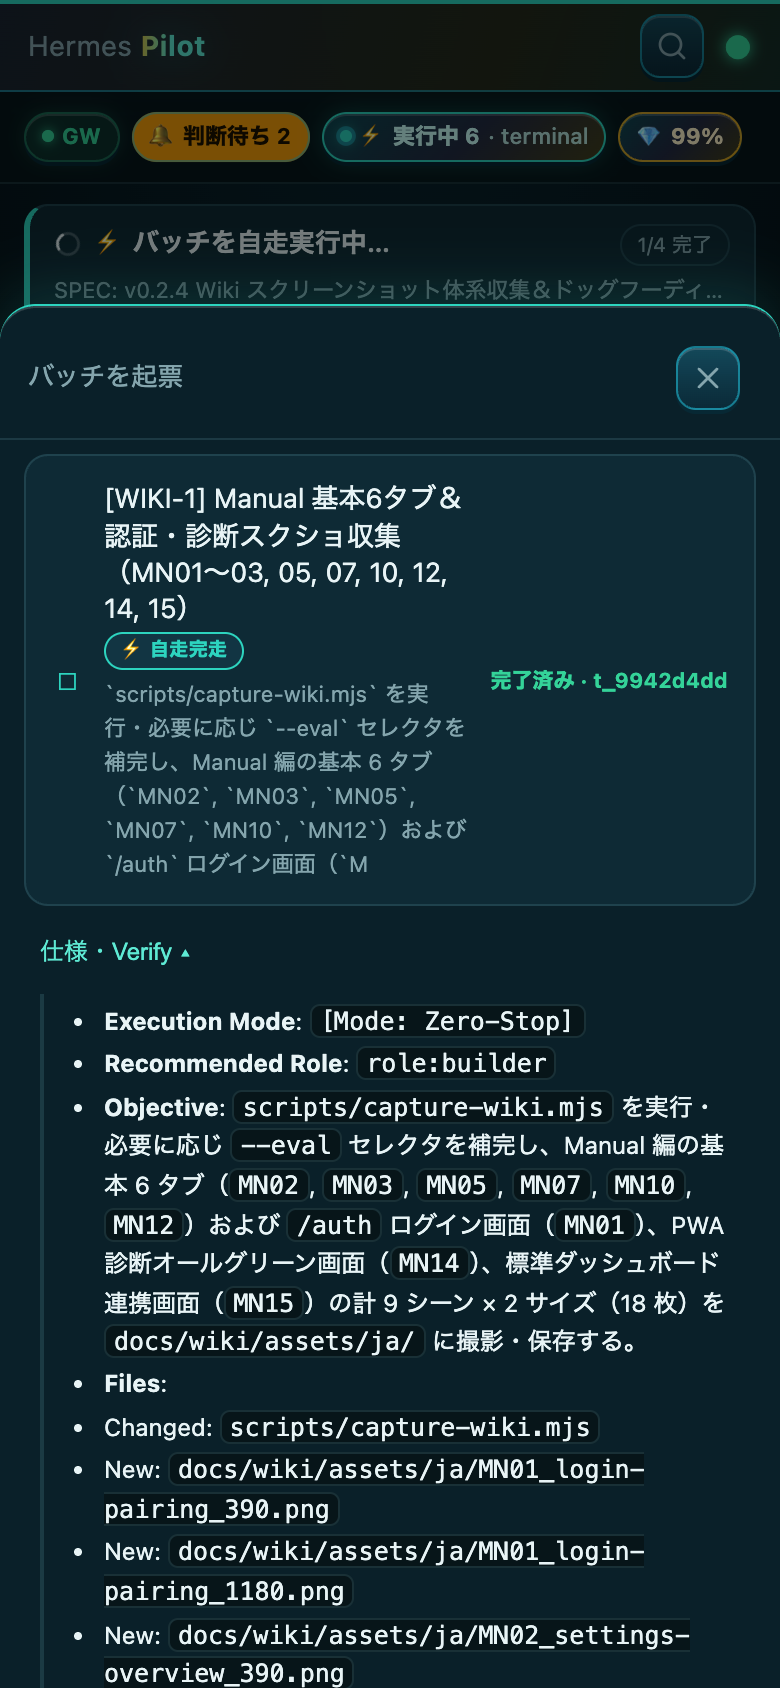 Hermes Pilot
GW
判断待ち 2
実行中 6 · terminal
99%
バッチを自走実行中...
1/4 完了
SPEC: v0.2.4 Wiki スクリーンショット体系収集＆ドッグフーディ...
バッチを起票
[WIKI-1] Manual 基本6タブ＆
認証・診断スクショ収集
（MN01〜03, 05, 07, 10, 12,
14, 15）
⚡ 自走完走
完了済み · t_9942d4dd
`scripts/capture-wiki.mjs` を実
行・必要に応じ `--eval` セレクタを
補完し、Manual 編の基本 6 タブ
（`MN02`, `MN03`, `MN05`,
`MN07`, `MN10`, `MN12`）および
`/auth` ログイン画面（`M
仕様・Verify ▴
• Execution Mode: [Mode: Zero-Stop]
• Recommended Role: role:builder
• Objective: scripts/capture-wiki.mjs を実行・
必要に応じ --eval セレクタを補完し、Manual 編の基
本 6 タブ（ MN02 , MN03 , MN05 , MN07 , MN10 ,
MN12 ）および /auth ログイン画面（ MN01 ）、PWA
診断オールグリーン画面（ MN14 ）、標準ダッシュボード
連携画面（ MN15 ）の計 9 シーン × 2 サイズ（18 枚）を
docs/wiki/assets/ja/ に撮影・保存する。
• Files:
• Changed: scripts/capture-wiki.mjs
• New: docs/wiki/assets/ja/MN01_login-
pairing_390.png
• New: docs/wiki/assets/ja/MN01_login-
pairing_1180.png
• New: docs/wiki/assets/ja/MN02_settings-
overview_390.png